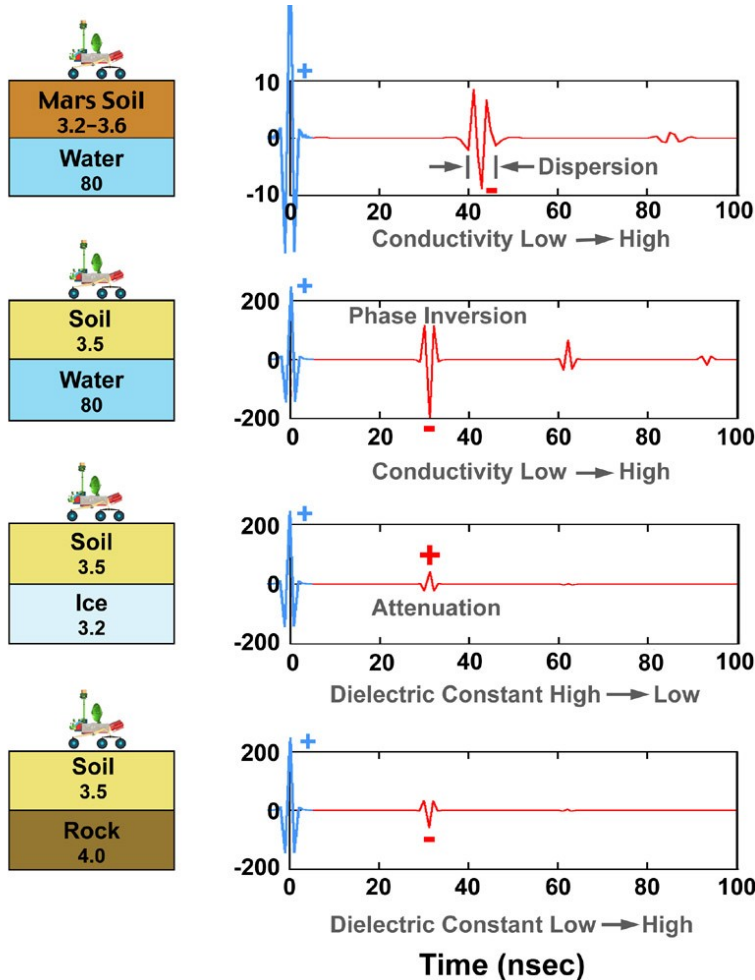 Mars Soil
3.2–3.6
Water
80
+
10
0
-10
Dispersion
-
0 20 40 60 80 100
Conductivity Low → High
Soil
3.5
Water
80
+
200
0
-200
Phase Inversion
-
0 20 40 60 80 100
Conductivity Low → High
Soil
3.5
Ice
3.2
+
200
0
-200
+
Attenuation
0 20 40 60 80 100
Dielectric Constant High → Low
Soil
3.5
Rock
4.0
+
200
0
-200
-
0 20 40 60 80 100
Dielectric Constant Low → High
Time (nsec)